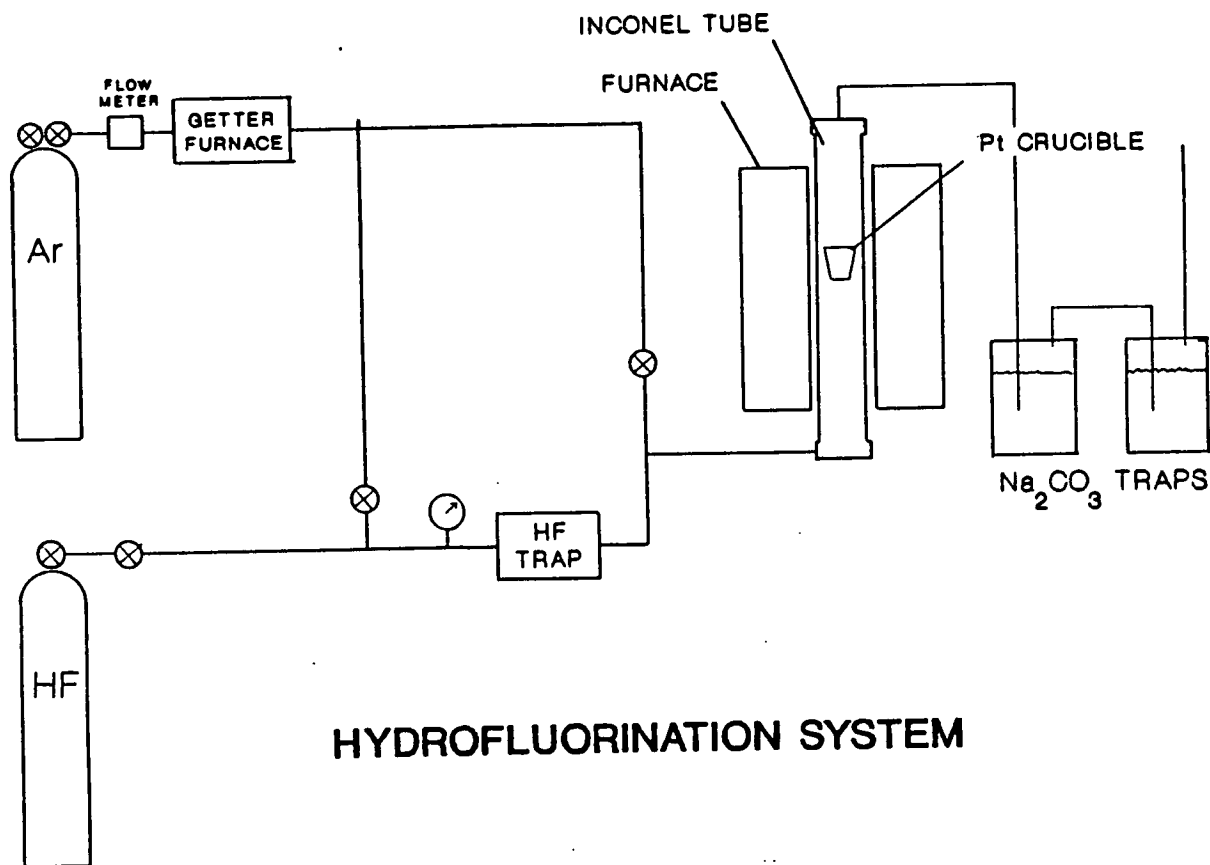 INCONEL TUBE
FURNACE
FLOW
METER
GETTER
FURNACE
Pt CRUCIBLE
Ar
Na₂CO₃ TRAPS
HF
TRAP
HF
HYDROFLUORINATION SYSTEM